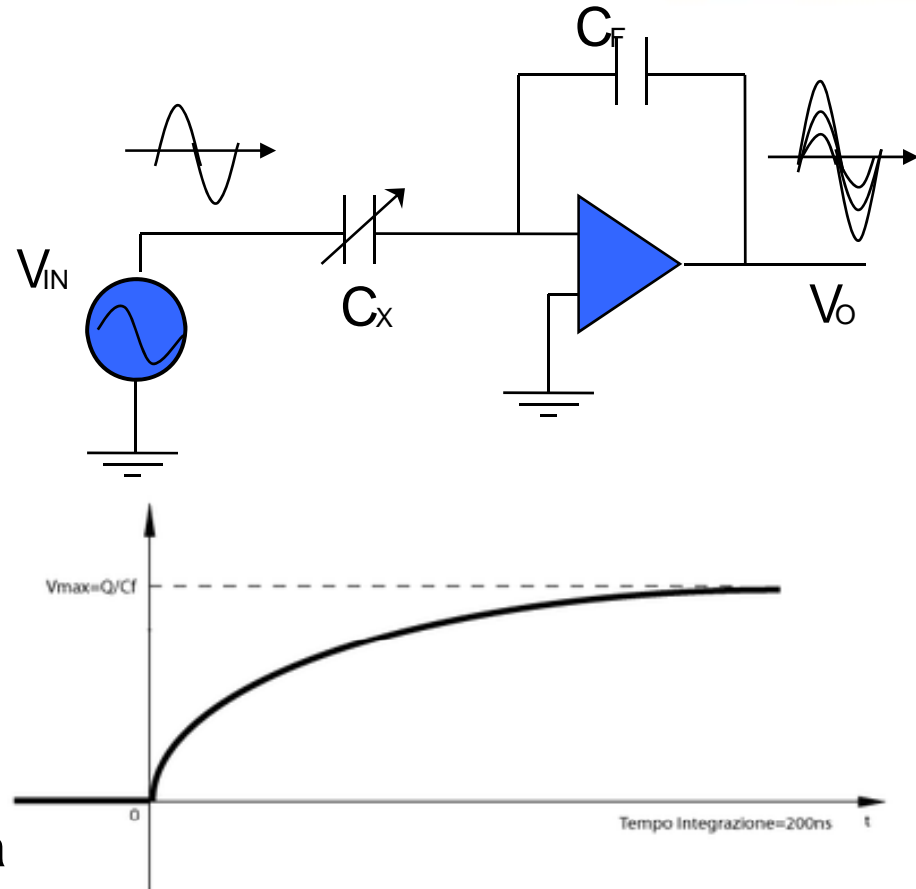 CF
VIN
CX
VO
Vmax=Q/Cf
0
Tempo Integrazione=200ns t